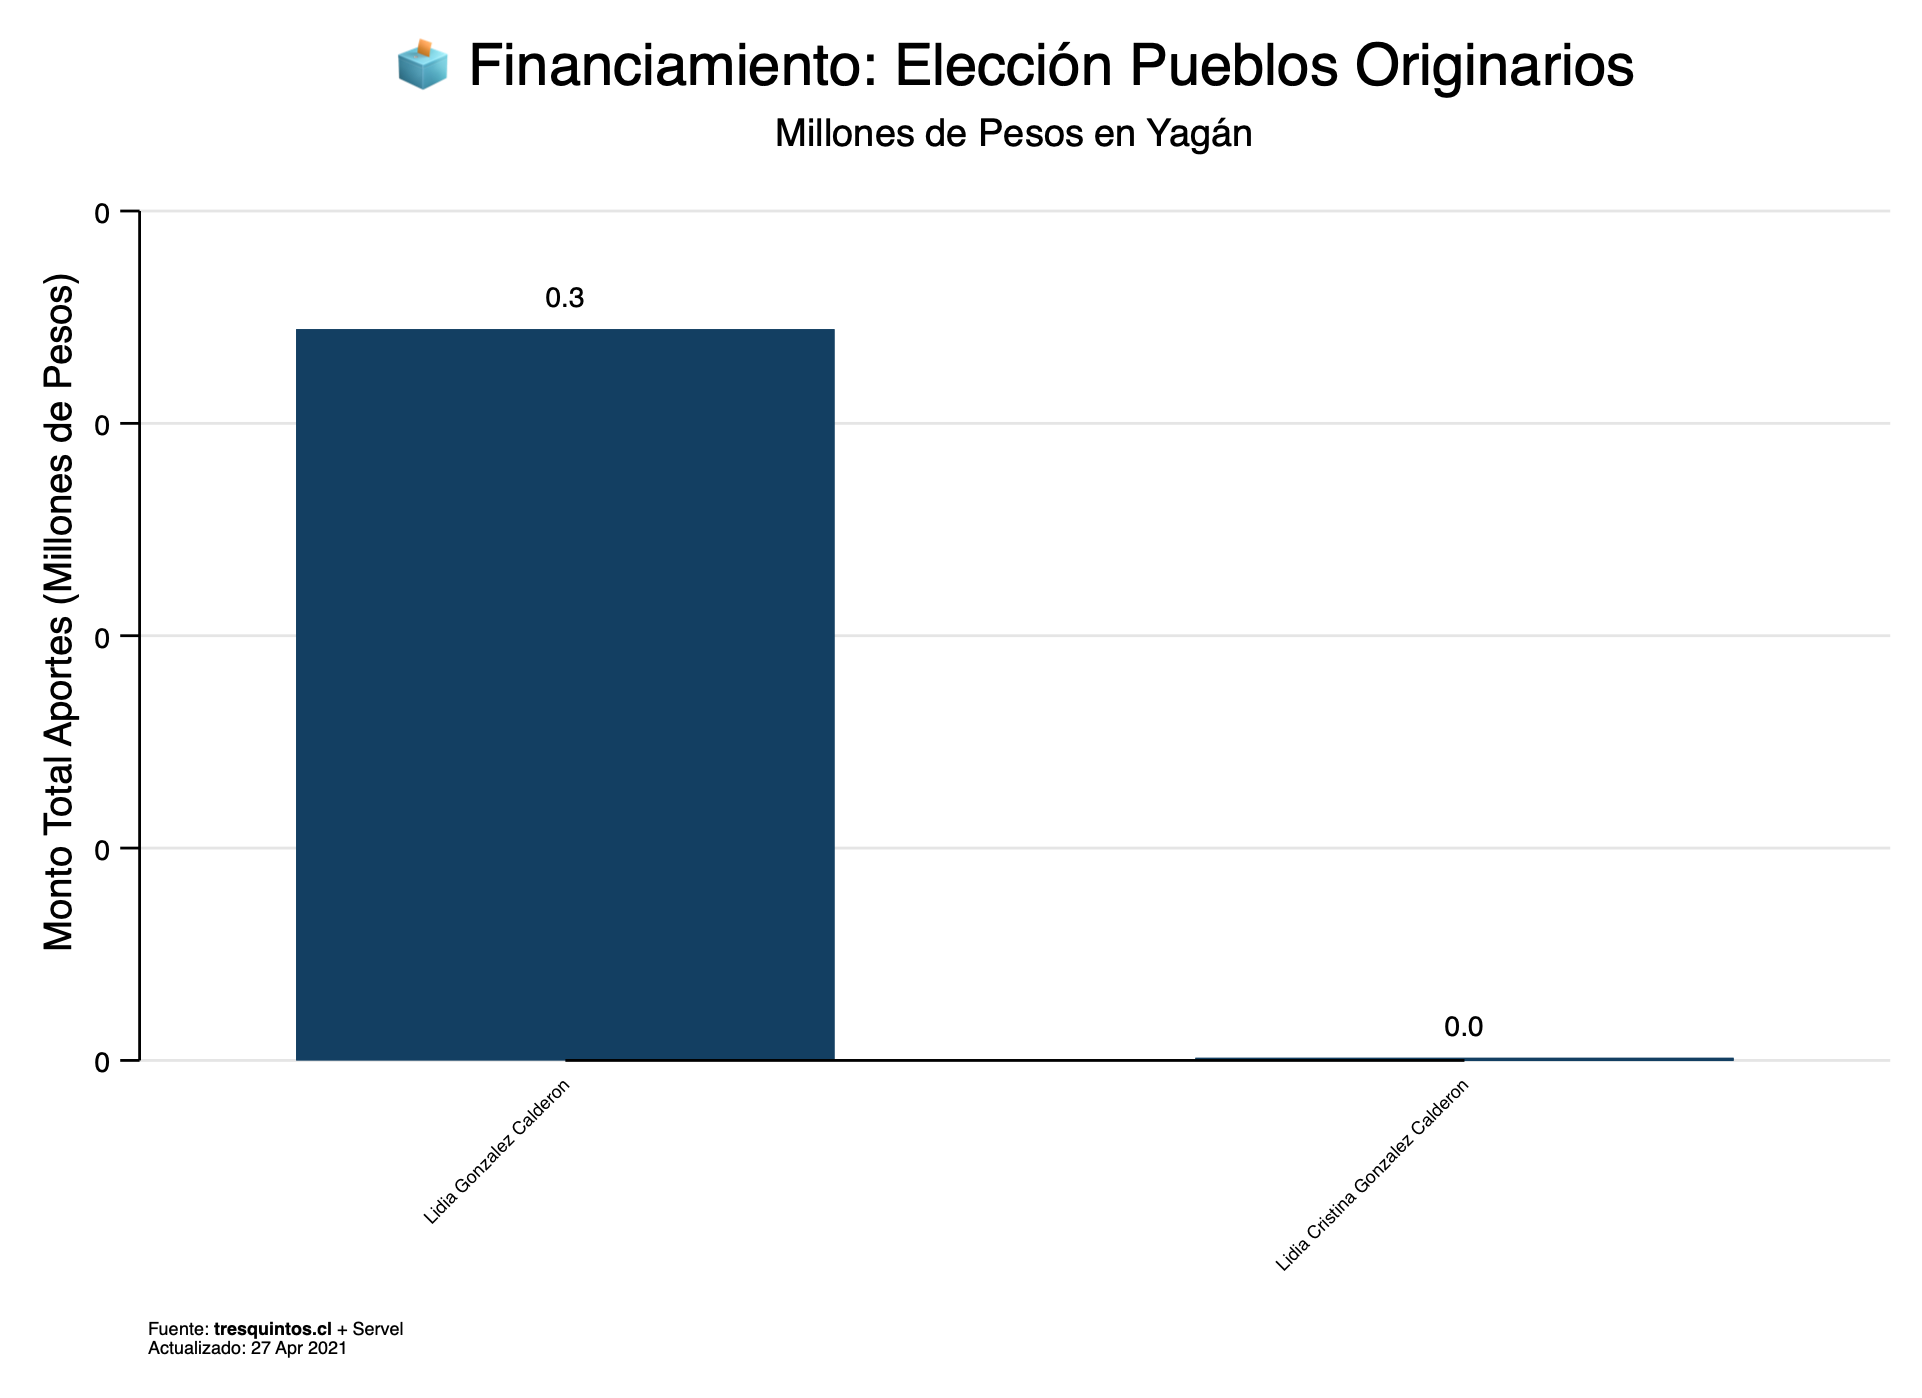 Financiamiento: Elección Pueblos Originarios
Millones de Pesos en Yagán
Monto Total Aportes (Millones de Pesos)
0
0
0
0
0
0.3
0.0
Lidia Gonzalez Calderon
Lidia Cristina Gonzalez Calderon
Fuente: tresquintos.cl + Servel
Actualizado: 27 Apr 2021